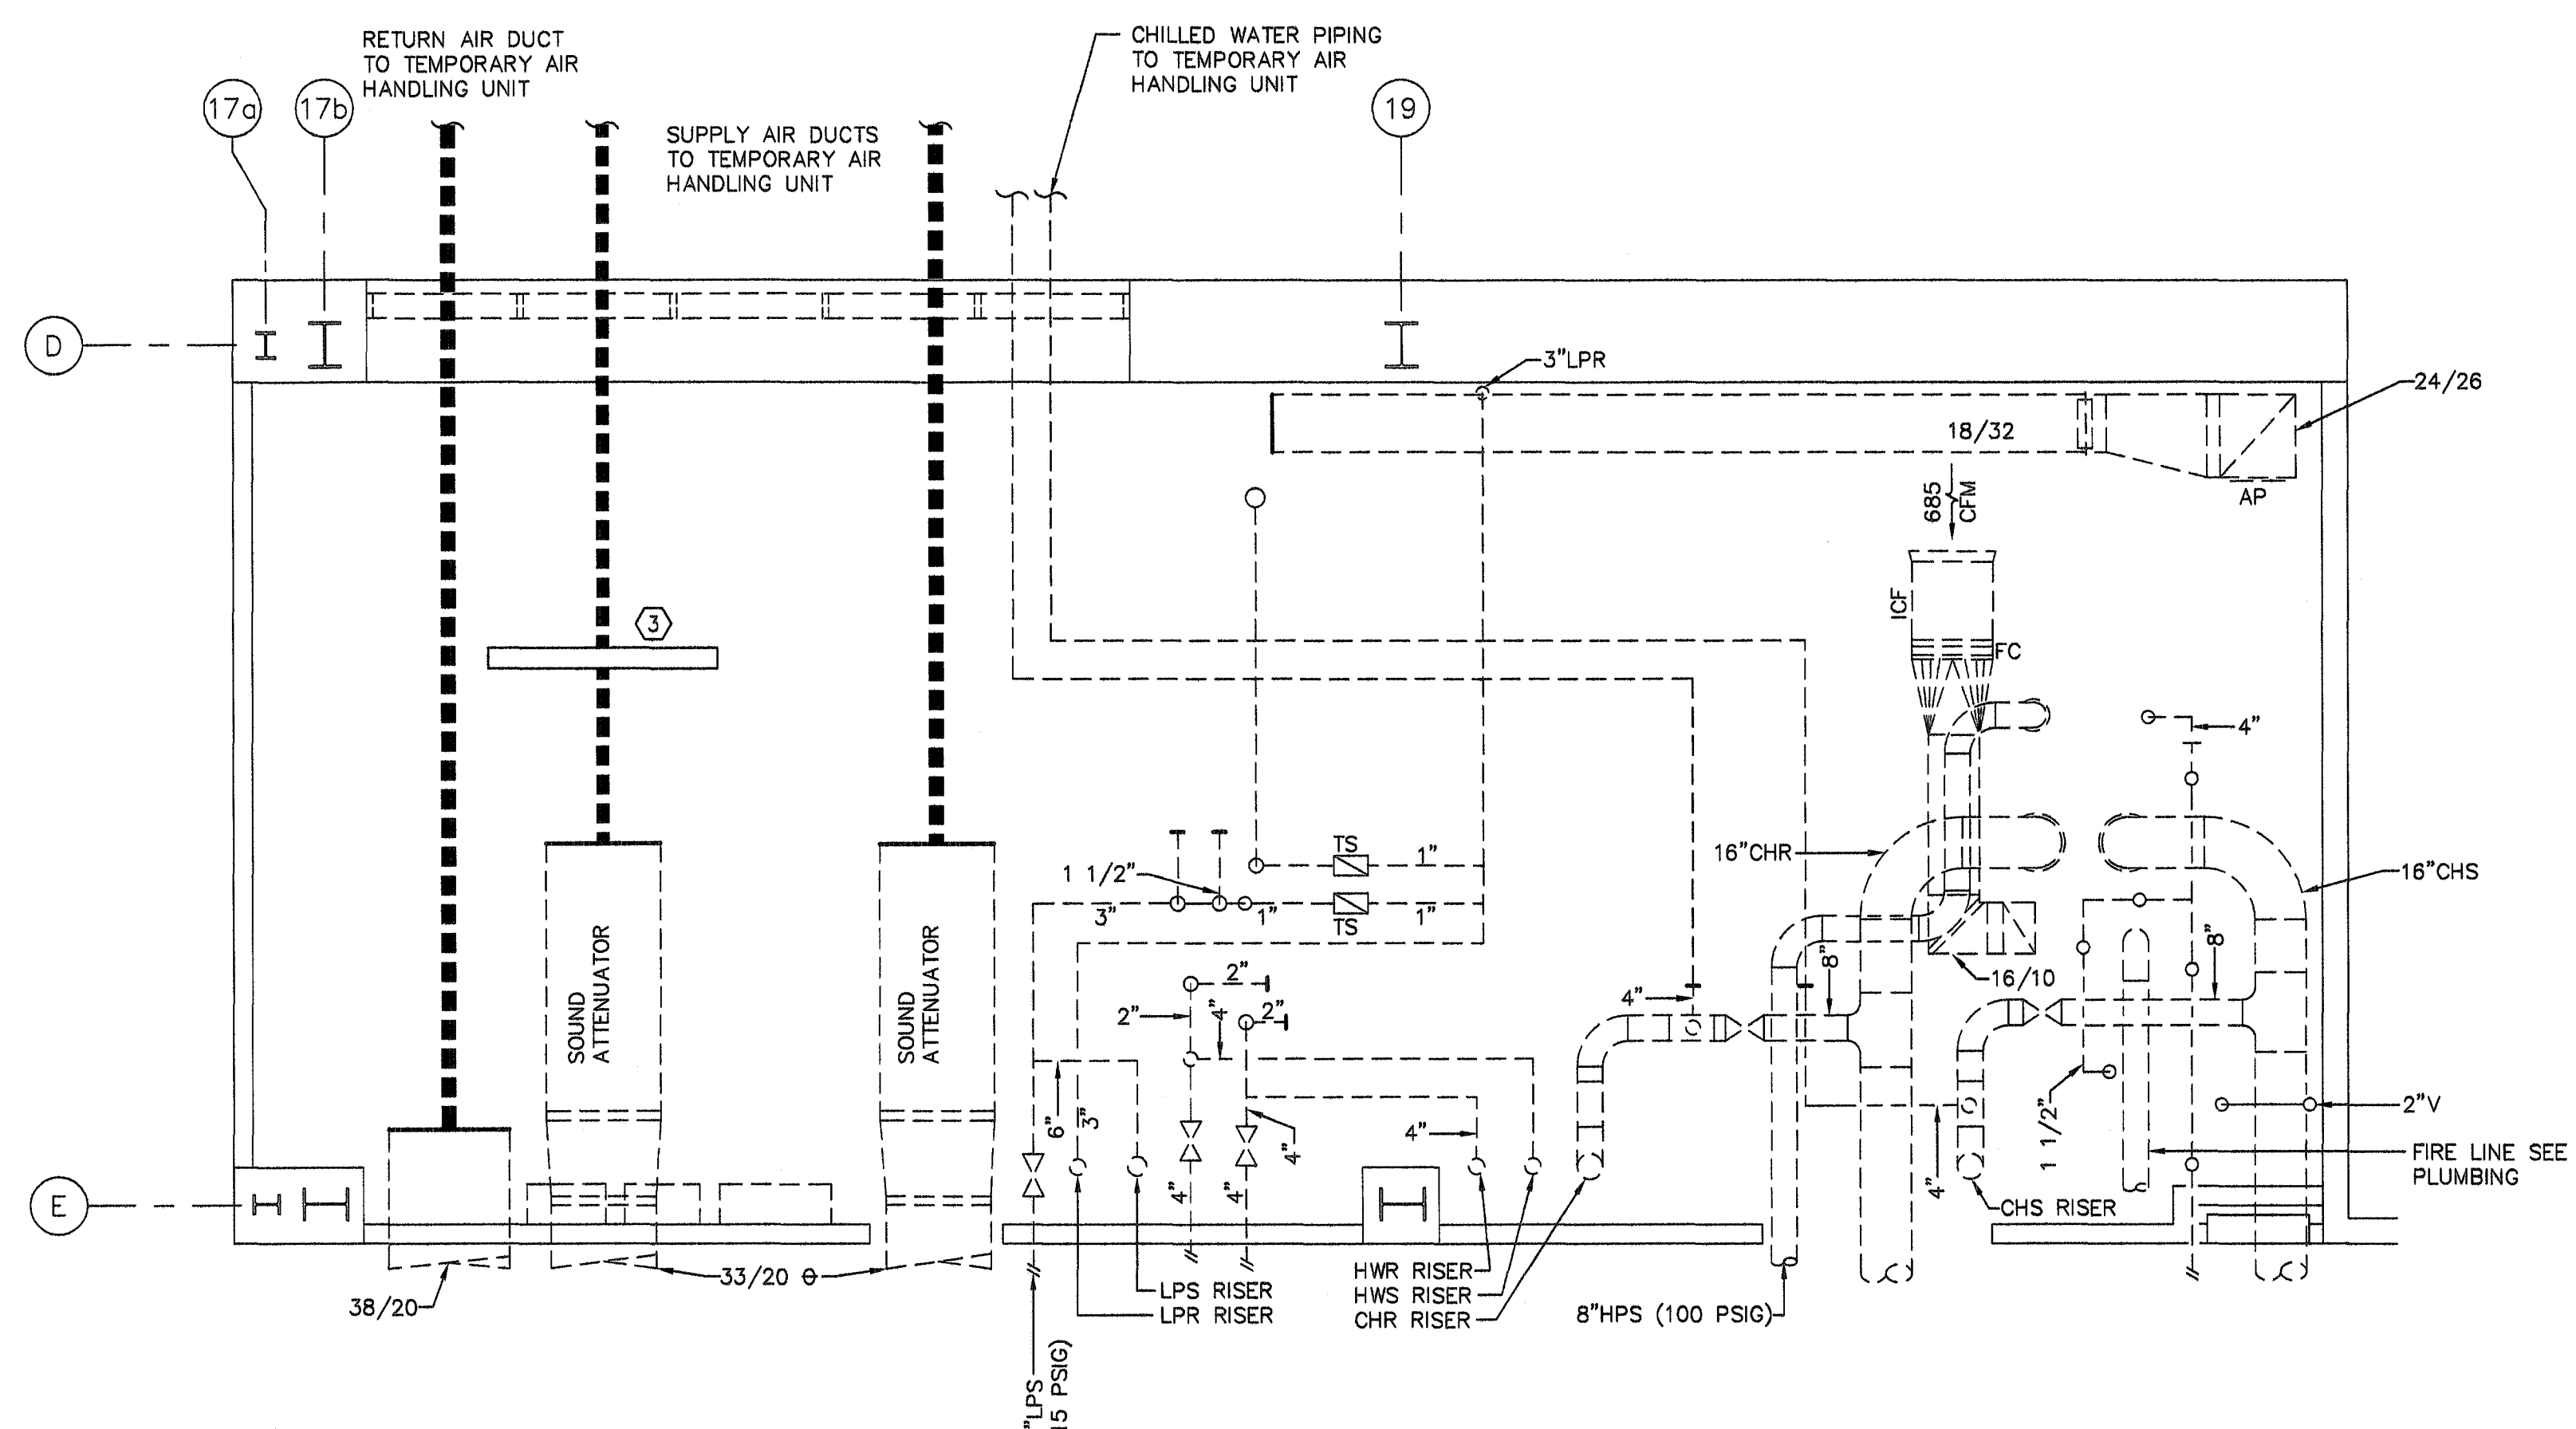 RETURN AIR DUCT
TO TEMPORARY AIR
HANDLING UNIT
CHILLED WATER PIPING
TO TEMPORARY AIR
HANDLING UNIT
17a
17b
19
SUPPLY AIR DUCTS
TO TEMPORARY AIR
HANDLING UNIT
D
3"LPR
24/26
18/32
AP
685
CFM
ICF
3
FC
4"
TS
1"
16"CHR
1 1/2"
16"CHS
3"
1"
1"
TS
SOUND
ATTENUATOR
SOUND
ATTENUATOR
8"
8"
2"
16/10
4"
2"
4"
2"
6"
3"
4"
4"
1 1/2"
2"V
FIRE LINE SEE
PLUMBING
4"
4"
4"
E
CHS RISER
33/20 θ
38/20
LPS RISER
LPR RISER
HWR RISER
HWS RISER
CHR RISER
8"HPS (100 PSIG)
"LPS
15 PSIG)